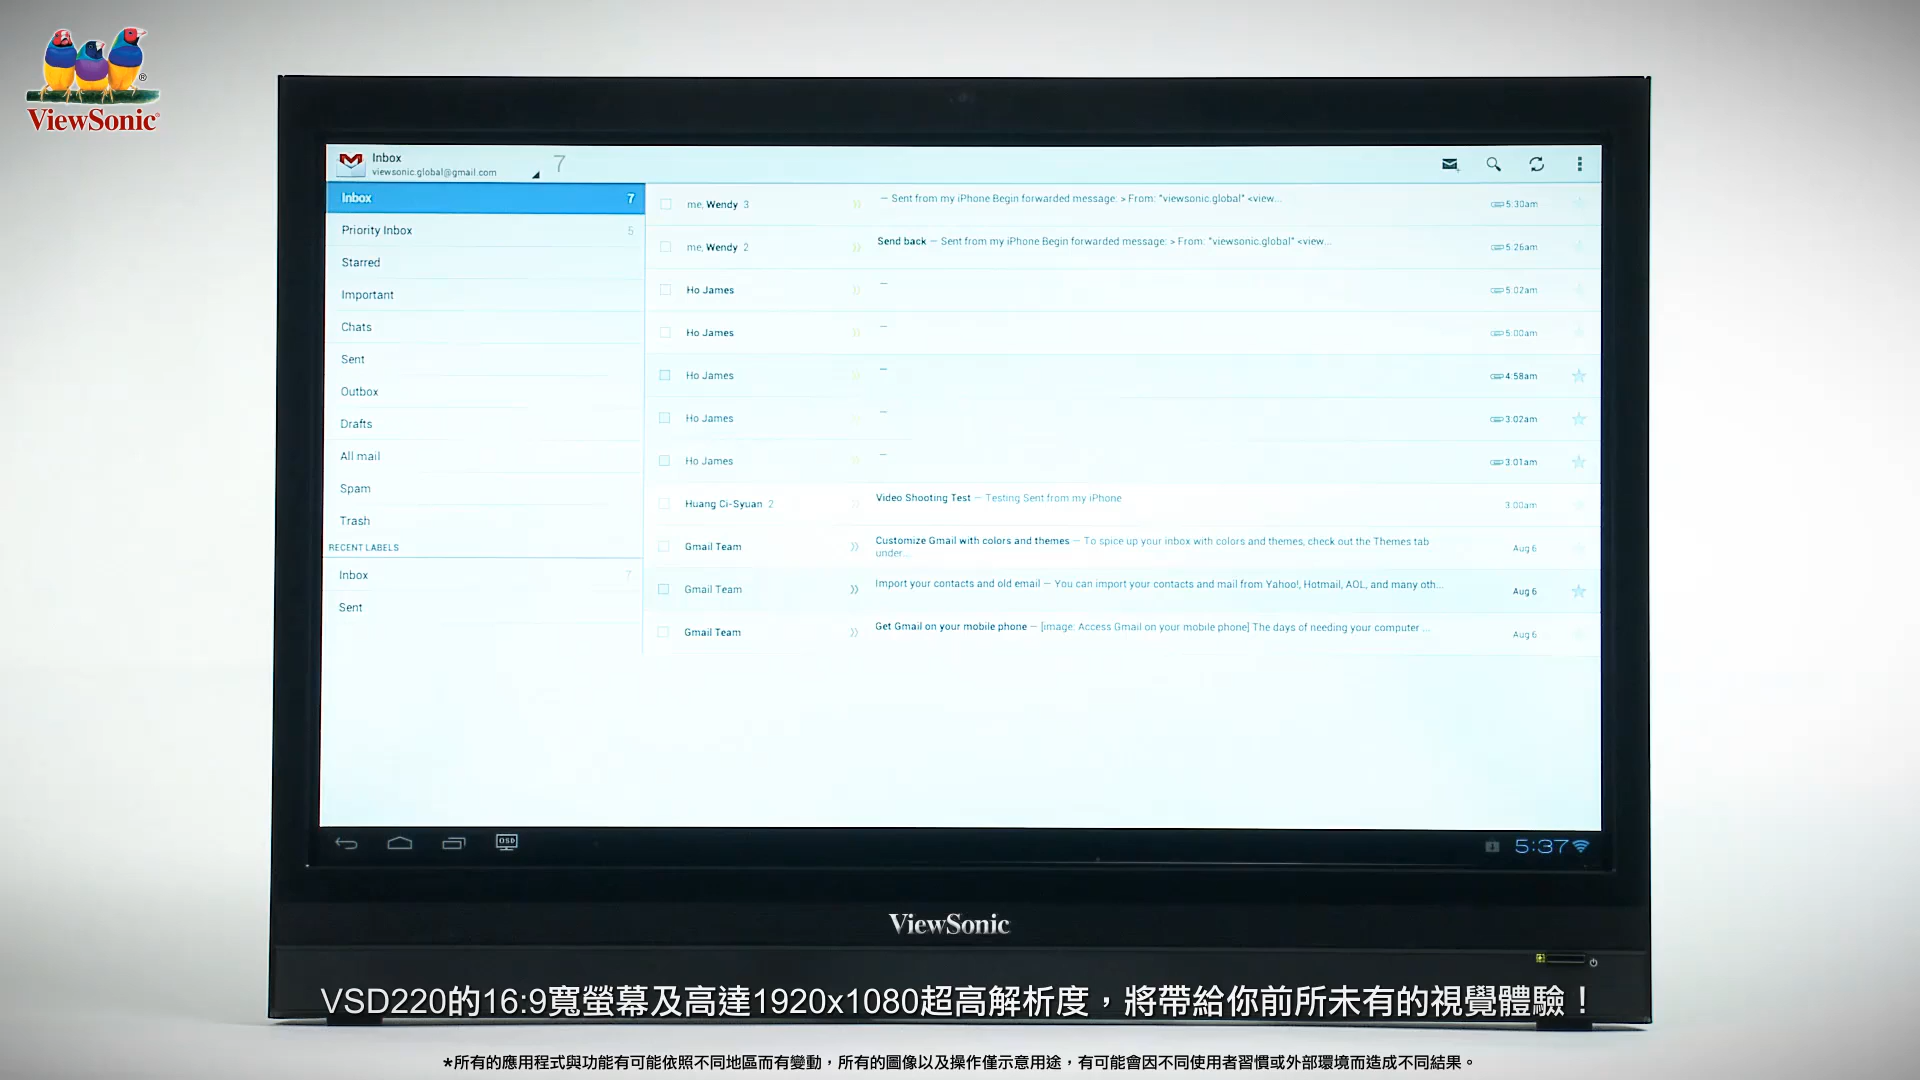 ViewSonic
Inbox
viewsonic.global@gmail.com
7
Inbox 7
Priority Inbox 5
Starred
Important
Chats
Sent
Outbox
Drafts
All mail
Spam
Trash
RECENT LABELS
Inbox 7
Sent
me, Wendy 3 — Sent from my iPhone Begin forwarded message: > From: "viewsonic.global" <view... 5:30am
me, Wendy 2 Send back — Sent from my iPhone Begin forwarded message: > From: "viewsonic.global" <view... 5:26am
Ho James — 5:02am
Ho James — 5:00am
Ho James — 4:58am
Ho James — 3:02am
Ho James — 3:01am
Huang Ci-Syuan 2 Video Shooting Test — Testing Sent from my iPhone 3:00am
Gmail Team Customize Gmail with colors and themes — To spice up your inbox with colors and themes, check out the Themes tab
under... Aug 6
Gmail Team Import your contacts and old email — You can import your contacts and mail from Yahoo!, Hotmail, AOL, and many oth... Aug 6
Gmail Team Get Gmail on your mobile phone — [image: Access Gmail on your mobile phone] The days of needing your computer ... Aug 6
OSD
5:37
ViewSonic
VSD220的16:9寬螢幕及高達1920x1080超高解析度，將帶給你前所未有的視覺體驗！
*所有的應用程式與功能有可能依照不同地區而有變動，所有的圖像以及操作僅示意用途，有可能會因不同使用者習慣或外部環境而造成不同結果。